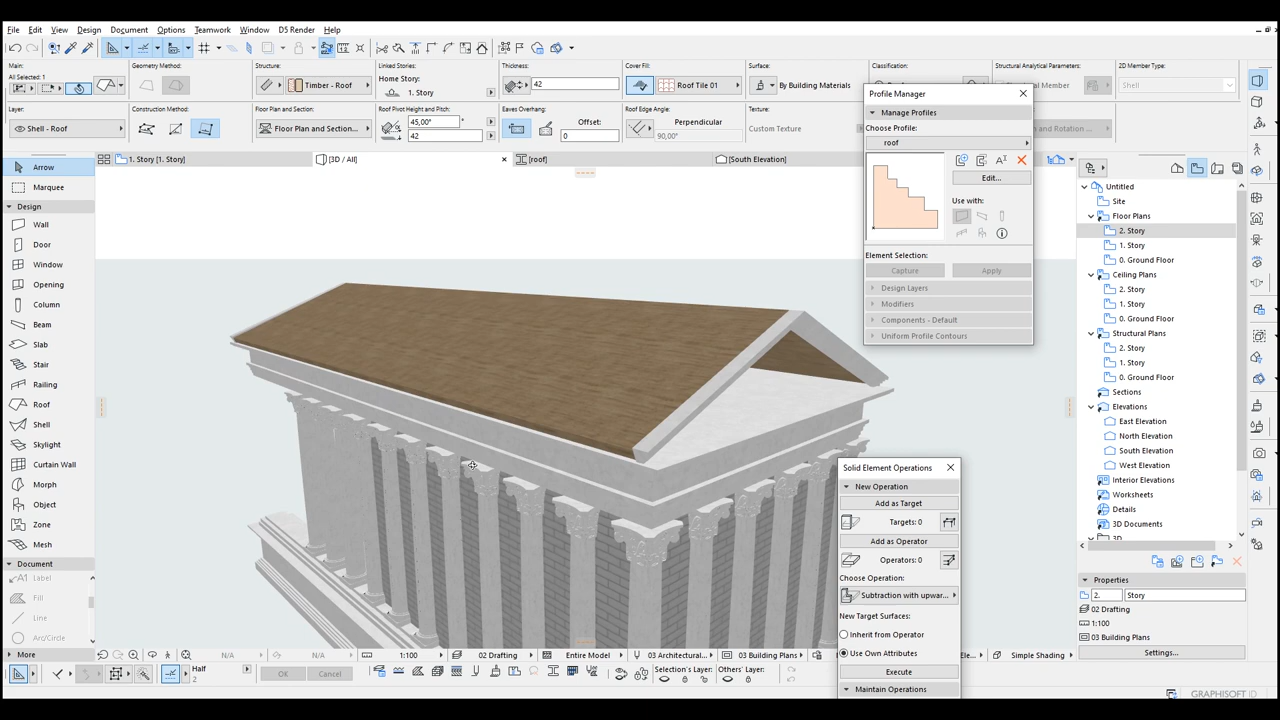 File Edit View Design Document Options Teamwork Window D5 Render Help
Main: Geometry Method: Structure: Linked Stories: Thickness: Cover Fill: Surface: Classification: Structural Analytical Parameters: 2D Member Type:
All Selected: 1
Timber - Roof
Home Story:
1. Story
42
Roof Tile 01
By Building Materials
Shell
Layer: Construction Method: Floor Plan and Section: Roof Pivot Height and Pitch: Eaves Overhang: Roof Edge Angle: Texture:
Shell - Roof
Floor Plan and Section...
45,00°
42
Offset:
0
Perpendicular
90,00°
Custom Texture
1. Story [1. Story]
[3D / All]
[roof]
[South Elevation]
Profile Manager
Manage Profiles
Choose Profile:
roof
Edit...
Use with:
Element Selection:
Capture Apply
Design Layers
Modifiers
Components - Default
Uniform Profile Contours
Arrow
Marquee
Design
Wall
Door
Window
Opening
Column
Beam
Slab
Stair
Railing
Roof
Shell
Skylight
Curtain Wall
Morph
Object
Zone
Mesh
Document
Label
Fill
Line
Arc/Circle
More
Solid Element Operations
New Operation
Add as Target
Targets: 0
Add as Operator
Operators: 0
Choose Operation:
Subtraction with upwar...
New Target Surfaces:
Inherit from Operator
Use Own Attributes
Execute
Maintain Operations
Untitled
Site
Floor Plans
2. Story
1. Story
0. Ground Floor
Ceiling Plans
2. Story
1. Story
0. Ground Floor
Structural Plans
2. Story
1. Story
0. Ground Floor
Sections
Elevations
East Elevation
North Elevation
South Elevation
West Elevation
Interior Elevations
Worksheets
Details
3D Documents
3D
Properties
2. Story
02 Drafting
1:100
03 Building Plans
Settings...
N/A N/A 1:100 02 Drafting Entire Model 03 Architectural... 03 Building Plans Simple Shading
Half
2
OK Cancel
Selection's Layer: Others' Layer:
GRAPHISOFT ID